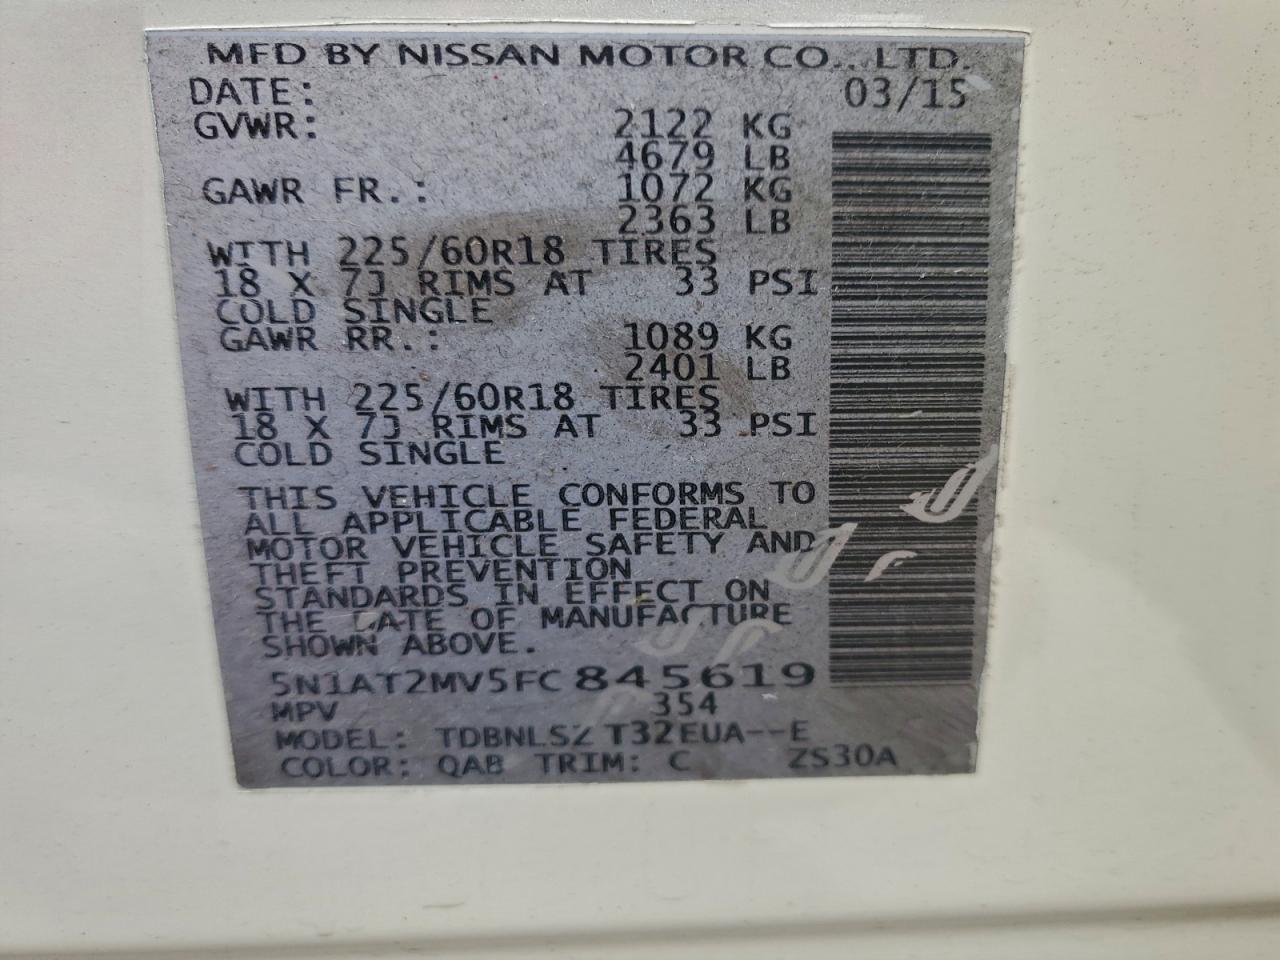 MFD BY NISSAN MOTOR CO., LTD.
DATE: 03/15
GVWR: 2122 KG
4679 LB
GAWR FR.: 1072 KG
2363 LB
WITH 225/60R18 TIRES
18 X 7J RIMS AT 33 PSI
COLD SINGLE
GAWR RR.: 1089 KG
2401 LB
WITH 225/60R18 TIRES
18 X 7J RIMS AT 33 PSI
COLD SINGLE
THIS VEHICLE CONFORMS TO
ALL APPLICABLE FEDERAL
MOTOR VEHICLE SAFETY AND
THEFT PREVENTION
STANDARDS IN EFFECT ON
THE DATE OF MANUFACTURE
SHOWN ABOVE.
5N1AT2MV5FC845619
MPV 354
MODEL: TDBNLSZ T32EUA--E
COLOR: QAB TRIM: C ZS30A